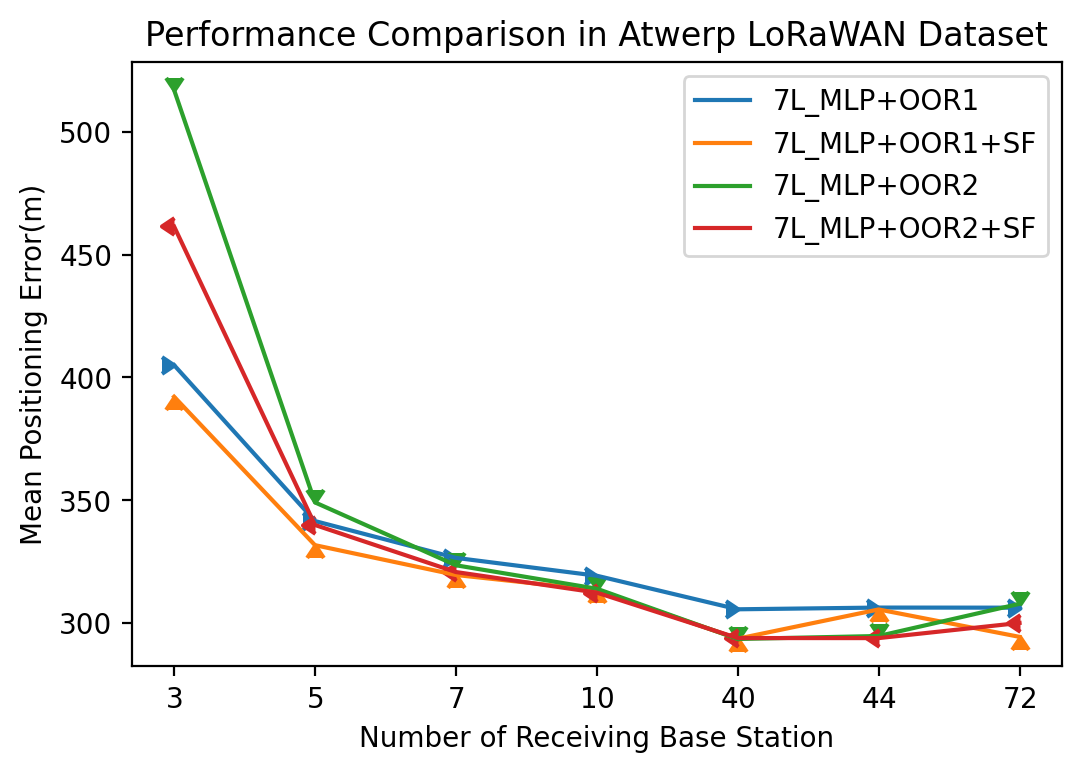 Performance Comparison in Atwerp LoRaWAN Dataset
7L_MLP+OOR1
7L_MLP+OOR1+SF
7L_MLP+OOR2
7L_MLP+OOR2+SF
Mean Positioning Error(m)
500
450
400
350
300
3 5 7 10 40 44 72
Number of Receiving Base Station